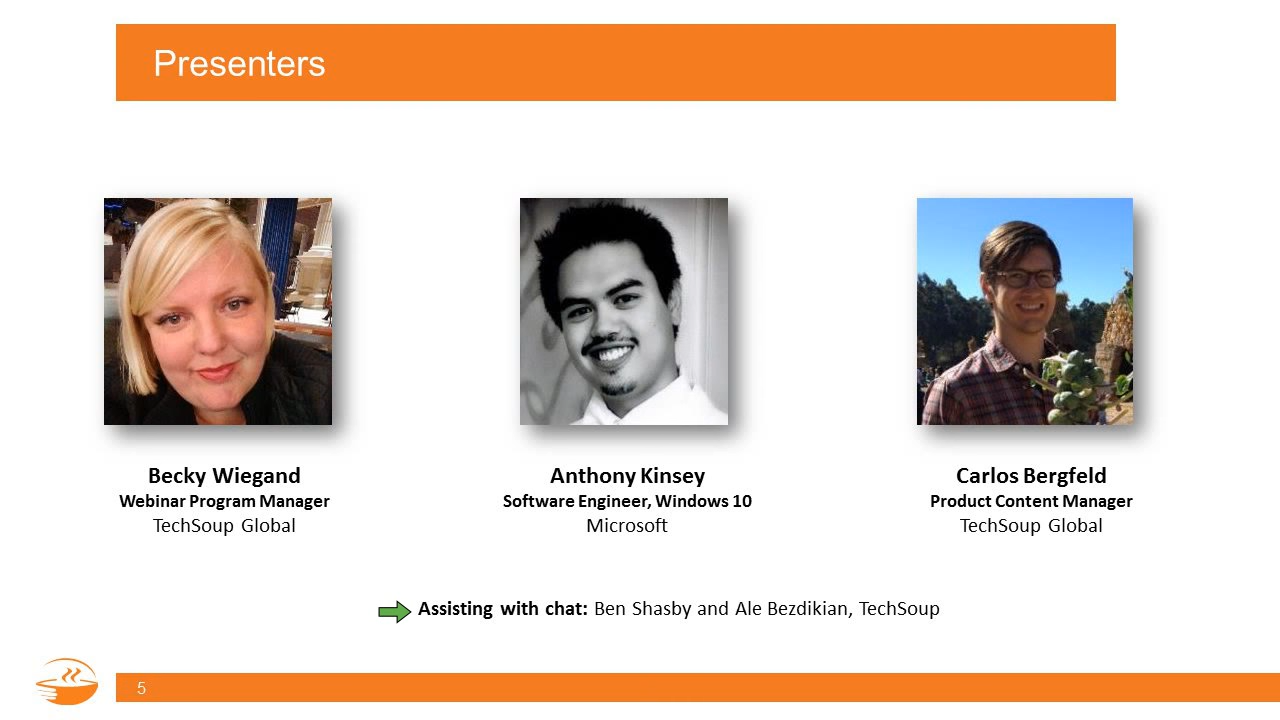 Presenters
Becky Wiegand
Webinar Program Manager
TechSoup Global
Anthony Kinsey
Software Engineer, Windows 10
Microsoft
Carlos Bergfeld
Product Content Manager
TechSoup Global
Assisting with chat: Ben Shasby and Ale Bezdikian, TechSoup
5